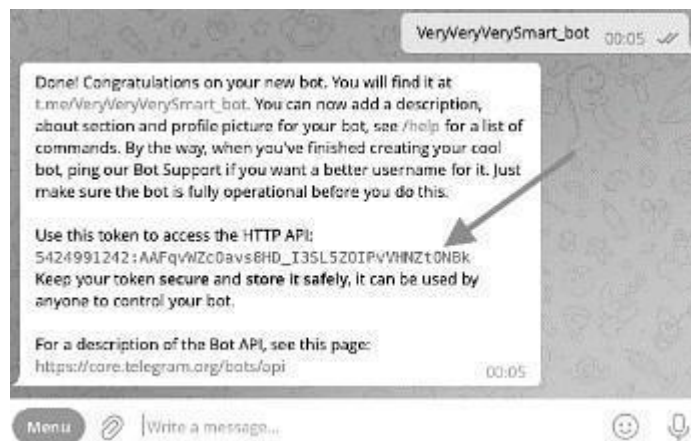 VeryVeryVerySmart_bot 00:05
Done! Congratulations on your new bot. You will find it at
t.me/VeryVeryVerySmart_bot. You can now add a description,
about section and profile picture for your bot, see /help for a list of
commands. By the way, when you've finished creating your cool
bot, ping our Bot Support if you want a better username for it. Just
make sure the bot is fully operational before you do this.
Use this token to access the HTTP API:
Keep your token secure and store it safely, it can be used by
anyone to control your bot.
For a description of the Bot API, see this page:
https://core.telegram.org/bots/api
00:05
Menu Write a message...